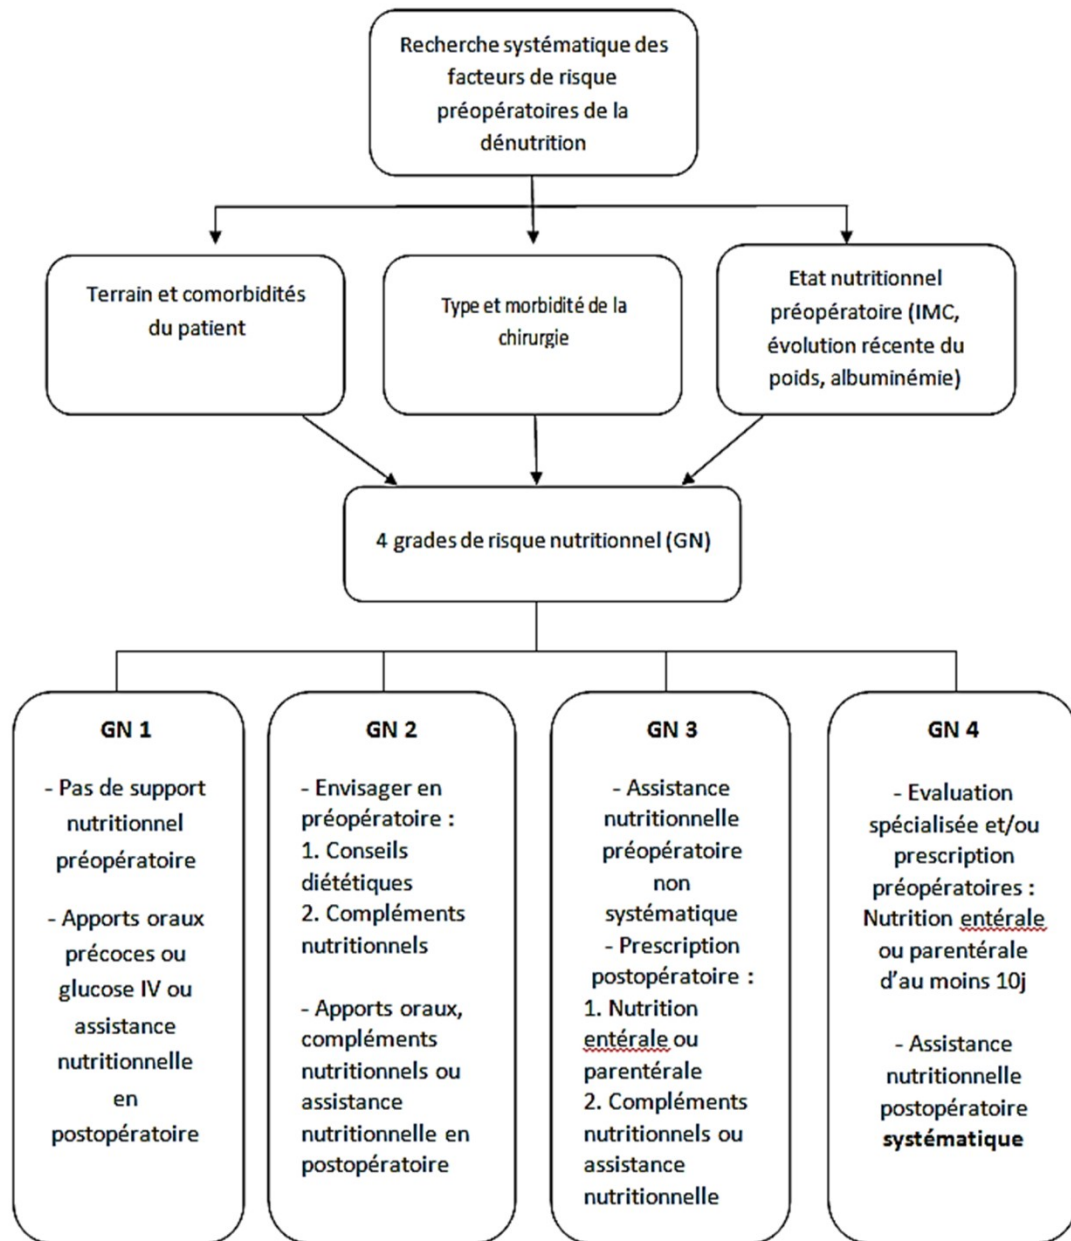 Recherche systématique des
facteurs de risque
préopératoires de la
dénutrition
Terrain et comorbidités
du patient
Type et morbidité de la
chirurgie
Etat nutritionnel
préopératoire (IMC,
évolution récente du
poids, albuminémie)
4 grades de risque nutritionnel (GN)
GN 1
- Pas de support
nutritionnel
préopératoire
- Apports oraux
précoces ou
glucose IV ou
assistance
nutritionnelle
en
postopératoire
GN 2
- Envisager en
préopératoire :
1. Conseils
diététiques
2. Compléments
nutritionnels
- Apports oraux,
compléments
nutritionnels ou
assistance
nutritionnelle en
postopératoire
GN 3
- Assistance
nutritionnelle
préopératoire
non
systématique
- Prescription
postopératoire :
1. Nutrition
entérale ou
parentérale
2. Compléments
nutritionnels ou
assistance
nutritionnelle
GN 4
- Evaluation
spécialisée et/ou
prescription
préopératoires :
Nutrition entérale
ou parentérale
d'au moins 10j
- Assistance
nutritionnelle
postopératoire
systématique